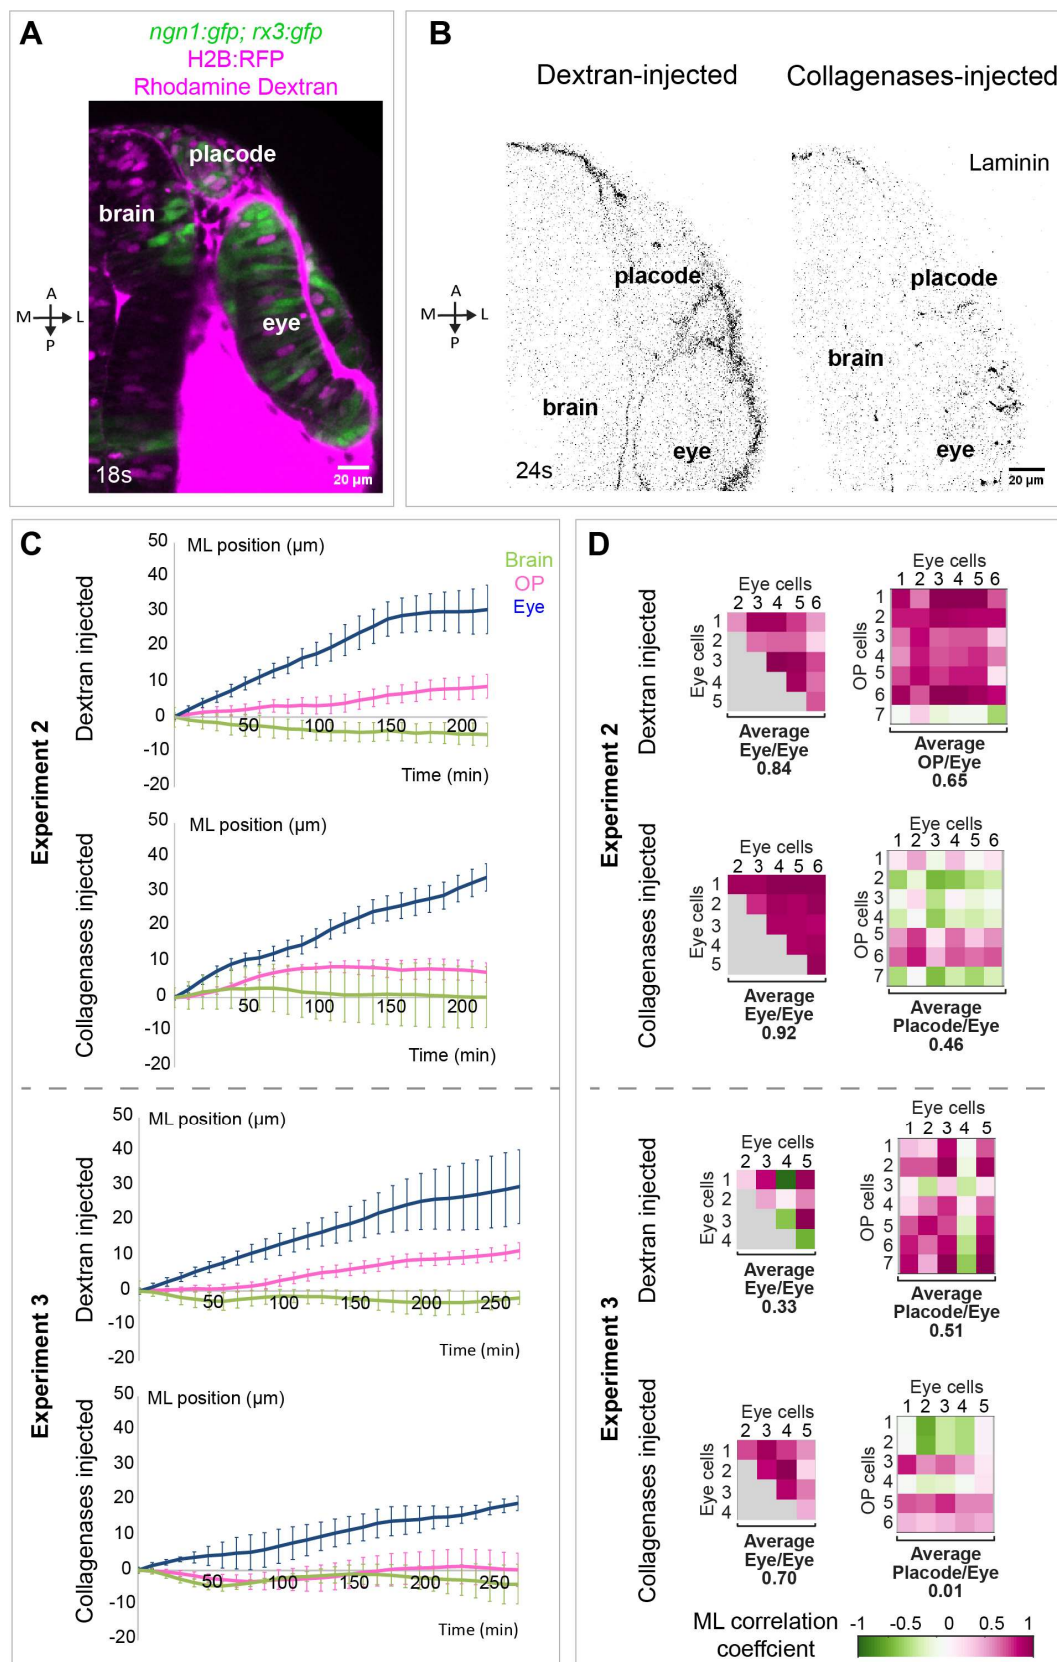 A
ngn1:gfp; rx3:gfp
H2B:RFP
Rhodamine Dextran
placode
brain
eye
A
M L
P
18s
20 µm
B
Dextran-injected
Collagenases-injected
Laminin
placode
brain
eye
A
M L
P
24s
placode
brain
eye
20 µm
C
Experiment 2
Dextran injected
50
ML position (µm)
Brain
OP
Eye
40
30
20
10
0
50 100 150 200
-10
-20
Time (min)
Collagenases injected
50
ML position (µm)
40
30
20
10
0
50 100 150 200
-10
-20
Time (min)
Experiment 3
Dextran injected
50
ML position (µm)
40
30
20
10
0
50 100 150 200 250
-10
-20
Time (min)
Collagenases injected
50
ML position (µm)
40
30
20
10
0
50 100 150 200 250
-10
-20
Time (min)
D
Experiment 2
Dextran injected
Eye cells
2 3 4 5 6
Eye cells
1
2
3
4
5
Average
Eye/Eye
0.84
Eye cells
1 2 3 4 5 6
OP cells
1
2
3
4
5
6
7
Average
OP/Eye
0.65
Collagenases injected
Eye cells
2 3 4 5 6
Eye cells
1
2
3
4
5
Average
Eye/Eye
0.92
Eye cells
1 2 3 4 5 6
OP cells
1
2
3
4
5
6
7
Average
Placode/Eye
0.46
Experiment 3
Dextran injected
Eye cells
2 3 4 5
Eye cells
1
2
3
4
Average
Eye/Eye
0.33
Eye cells
1 2 3 4 5
OP cells
1
2
3
4
5
6
7
Average
Placode/Eye
0.51
Collagenases injected
Eye cells
2 3 4 5
Eye cells
1
2
3
4
Average
Eye/Eye
0.70
Eye cells
1 2 3 4 5
OP cells
1
2
3
4
5
6
Average
Placode/Eye
0.01
ML correlation
coeffcient
-1 -0.5 0 0.5 1